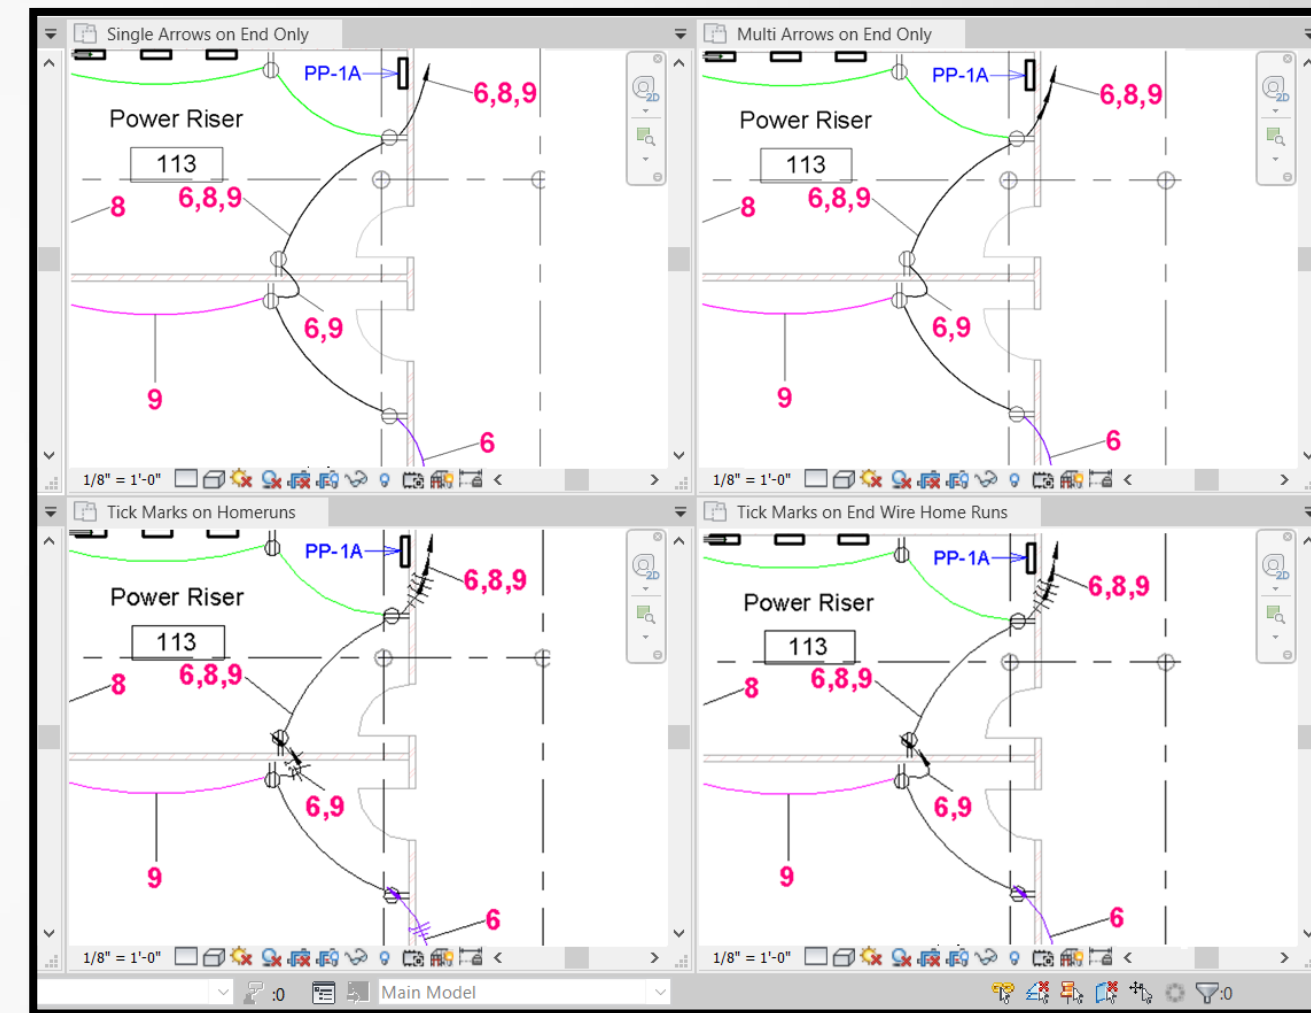 Single Arrows on End Only
PP-1A
6,8,9
Power Riser
113
8
6,8,9
6,9
9
6
1/8" = 1'-0"
2D
Multi Arrows on End Only
PP-1A
6,8,9
Power Riser
113
8
6,8,9
6,9
9
6
1/8" = 1'-0"
2D
Tick Marks on Homeruns
PP-1A
6,8,9
Power Riser
113
8
6,8,9
6,9
9
6
1/8" = 1'-0"
2D
Tick Marks on End Wire Home Runs
PP-1A
6,8,9
Power Riser
113
8
6,8,9
6,9
9
6
1/8" = 1'-0"
2D
:0
Main Model
:0